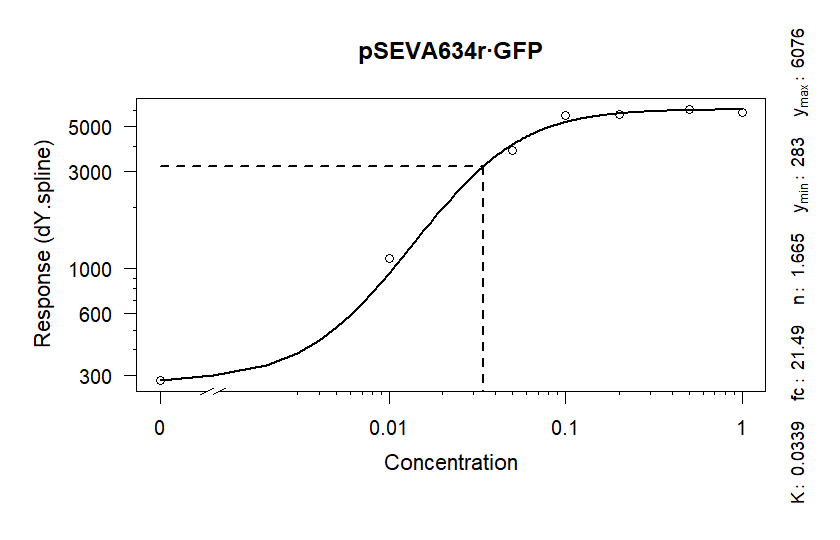 pSEVA634r·GFP
Response (dY.spline)
5000
3000
1000
600
300
0
0.01
0.1
1
Concentration
K: 0.0339 fc: 21.49 n: 1.665 ymin: 283 ymax: 6076